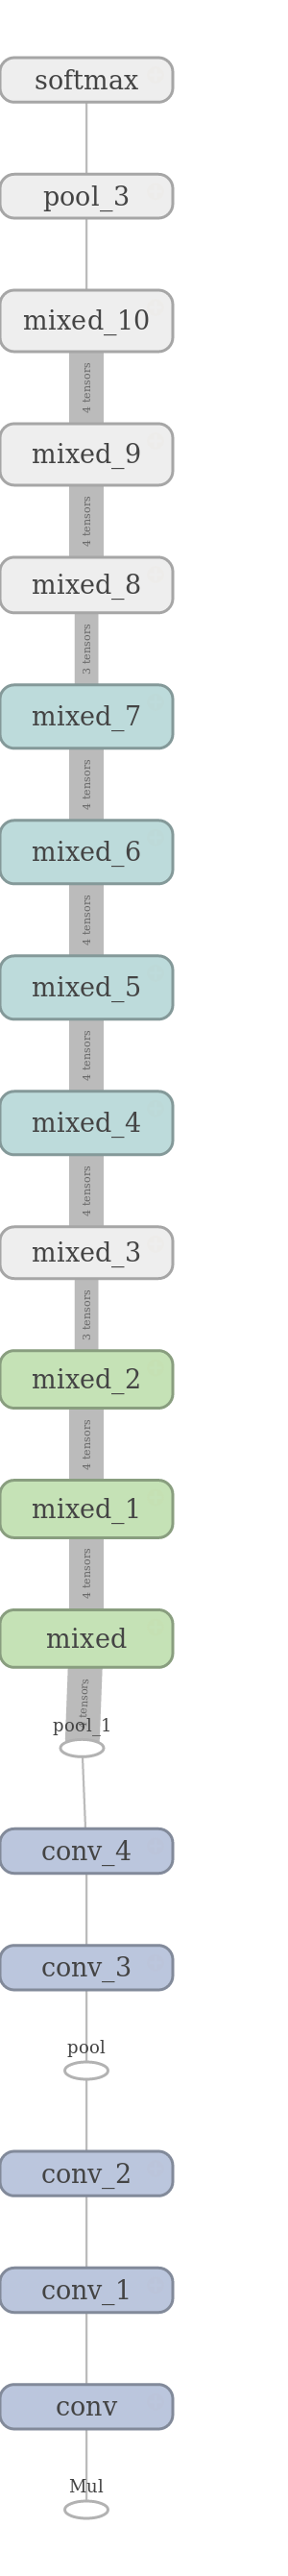 softmax
pool_3
mixed_10
4 tensors
mixed_9
4 tensors
mixed_8
3 tensors
mixed_7
4 tensors
mixed_6
4 tensors
mixed_5
4 tensors
mixed_4
4 tensors
mixed_3
3 tensors
mixed_2
4 tensors
mixed_1
4 tensors
mixed
tensors
pool_1
conv_4
conv_3
pool
conv_2
conv_1
conv
Mul